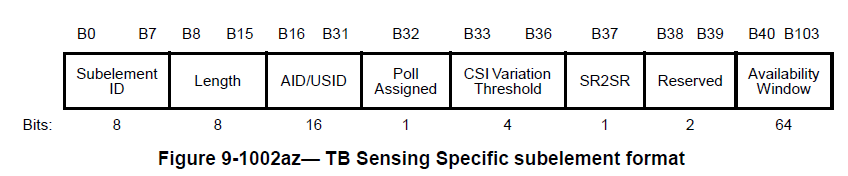 B0 B7 B8 B15 B16 B31 B32 B33 B36 B37 B38 B39 B40 B103
Subelement ID Length AID/USID Poll Assigned CSI Variation Threshold SR2SR Reserved Availability Window
Bits: 8 8 16 1 4 1 2 64
Figure 9-1002az— TB Sensing Specific subelement format